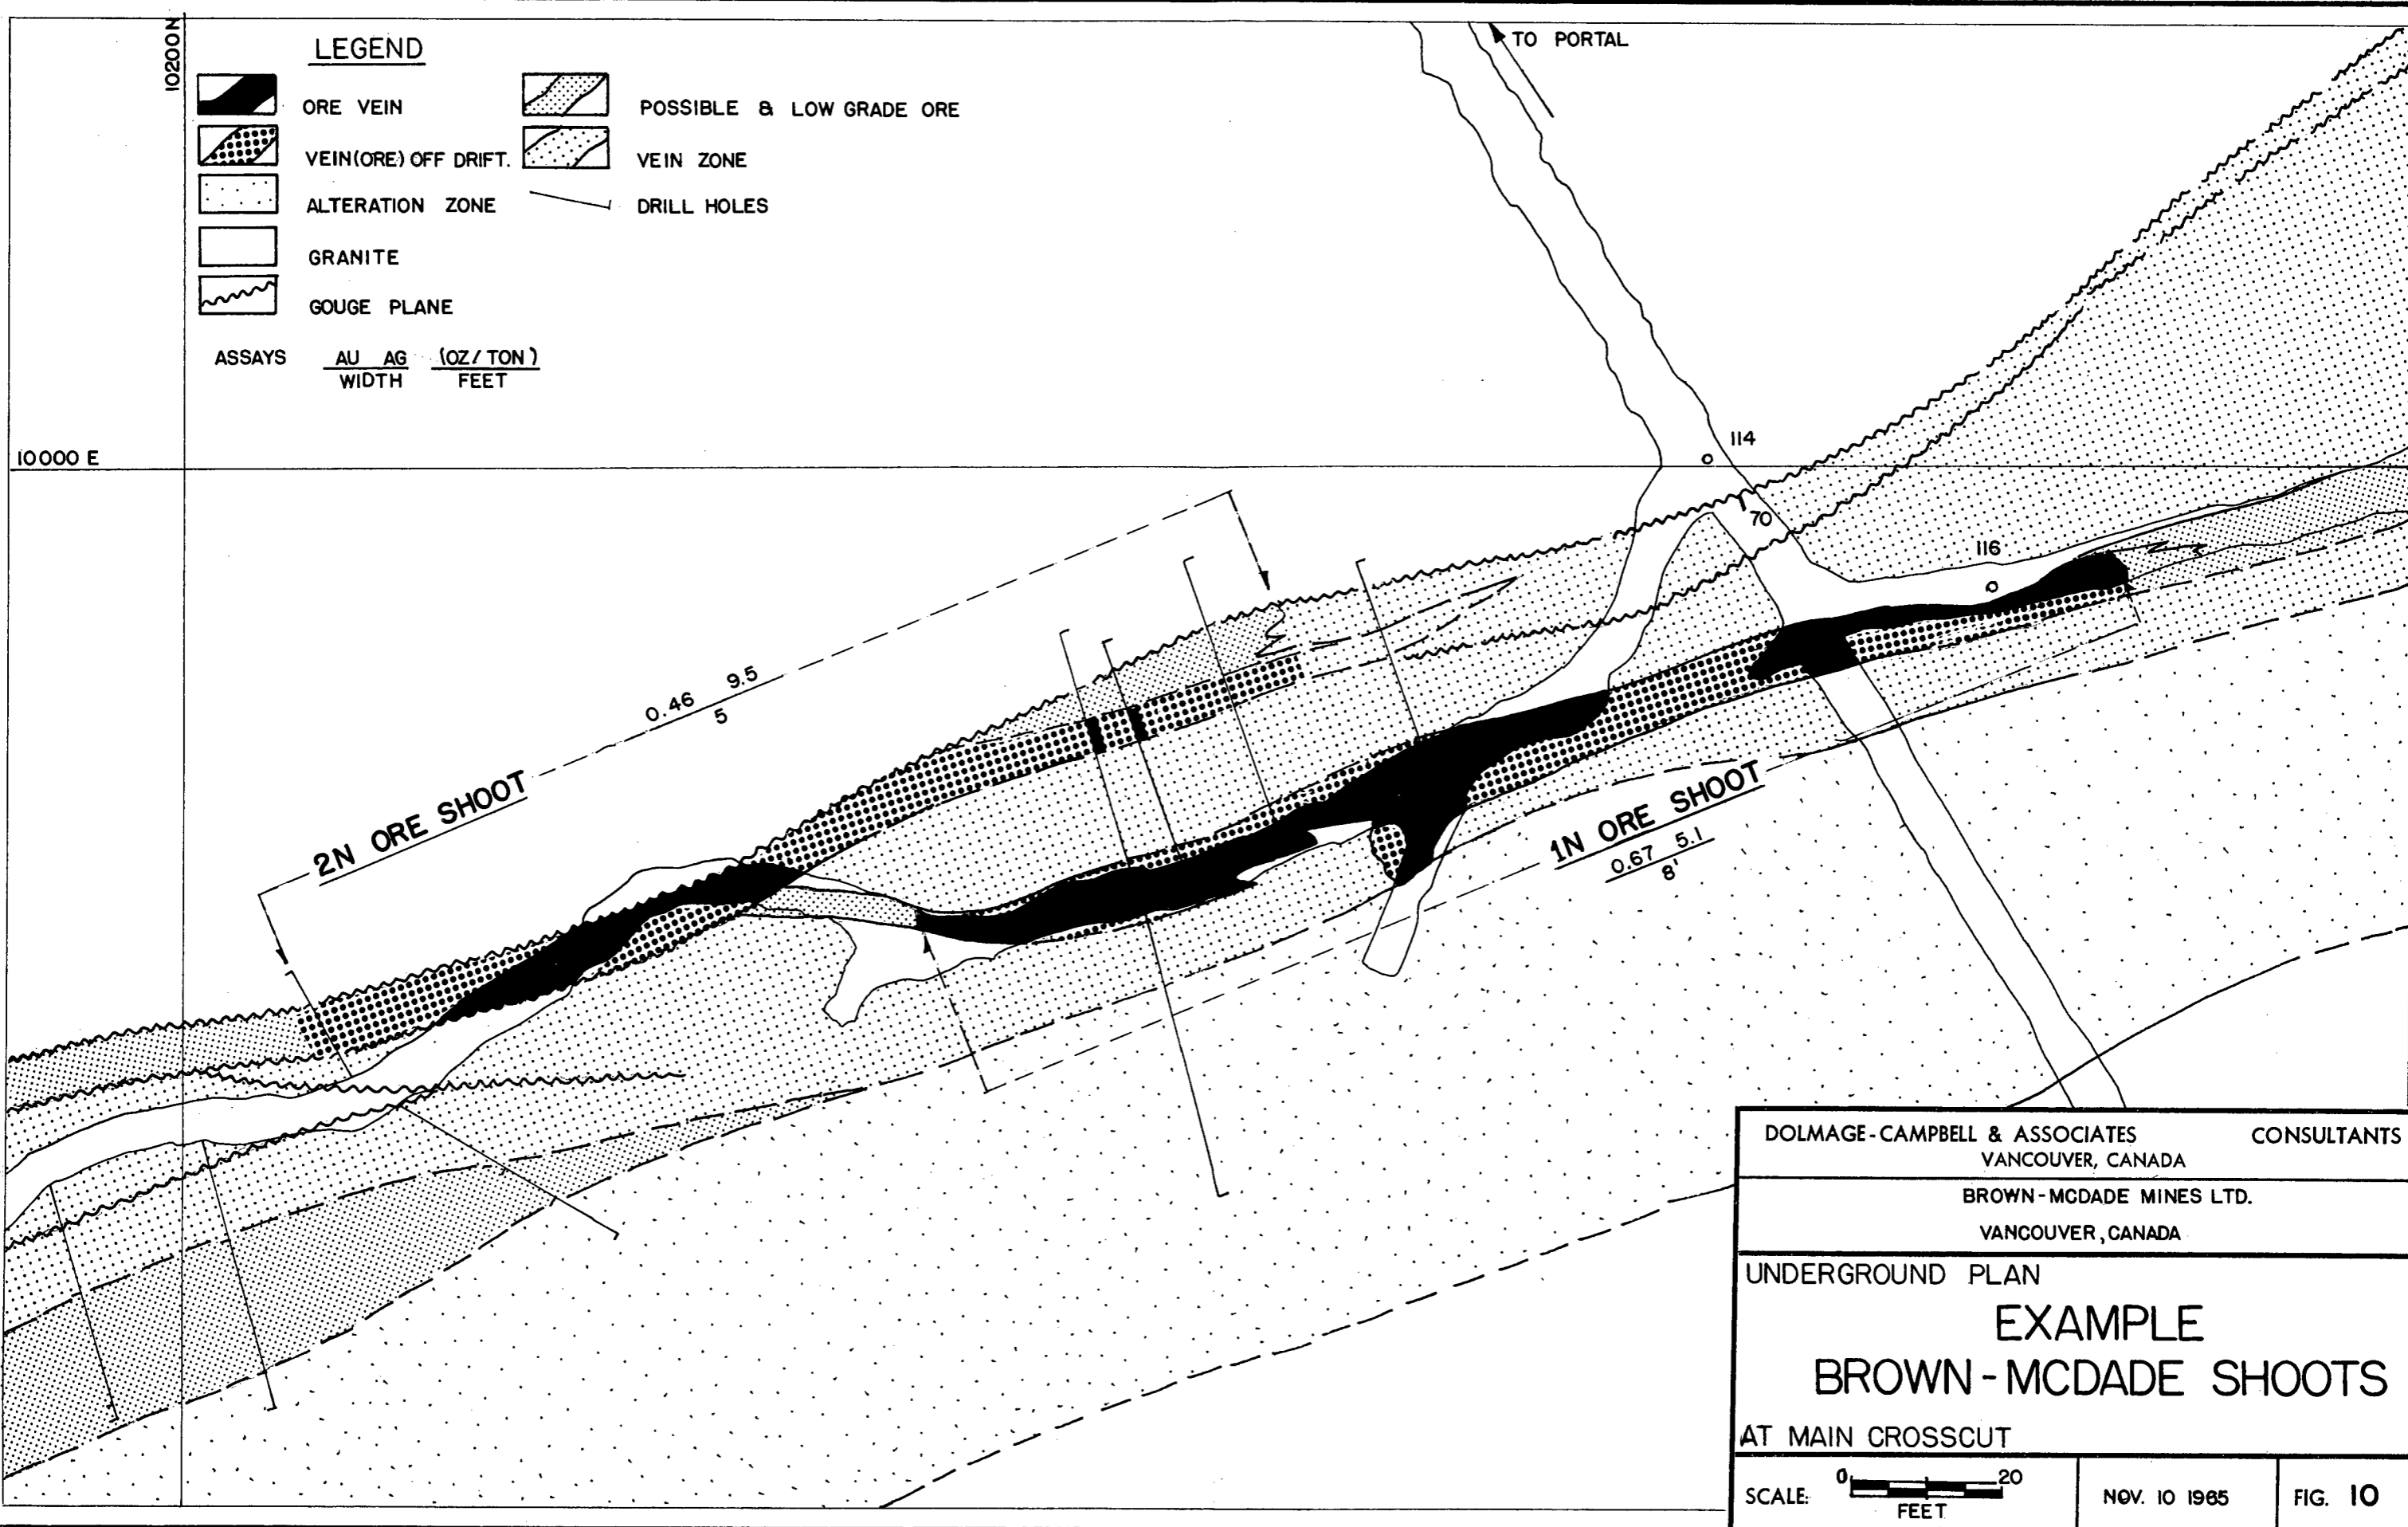 10200N
LEGEND
ORE VEIN
POSSIBLE & LOW GRADE ORE
VEIN(ORE) OFF DRIFT.
VEIN ZONE
ALTERATION ZONE
DRILL HOLES
GRANITE
GOUGE PLANE
ASSAYS AU AG (OZ/TON)
WIDTH FEET
TO PORTAL
10000 E
114
70
116
0.46 9.5
5
2N ORE SHOOT
1N ORE SHOOT
0.67 5.1
8'
DOLMAGE-CAMPBELL & ASSOCIATES CONSULTANTS
VANCOUVER, CANADA
BROWN-MCDADE MINES LTD.
VANCOUVER, CANADA
UNDERGROUND PLAN
EXAMPLE
BROWN-MCDADE SHOOTS
AT MAIN CROSSCUT
SCALE: 0 20
FEET
NOV. 10 1965
FIG. 10